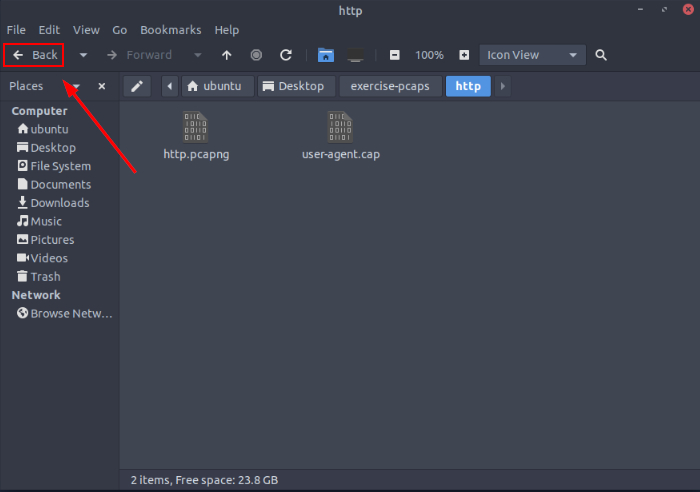 http
File Edit View Go Bookmarks Help
Back Forward 100% Icon View
Places ubuntu Desktop exercise-pcaps http
Computer
ubuntu
Desktop
File System
Documents
Downloads
Music
Pictures
Videos
Trash
Network
Browse Netw...
http.pcapng user-agent.cap
2 items, Free space: 23.8 GB